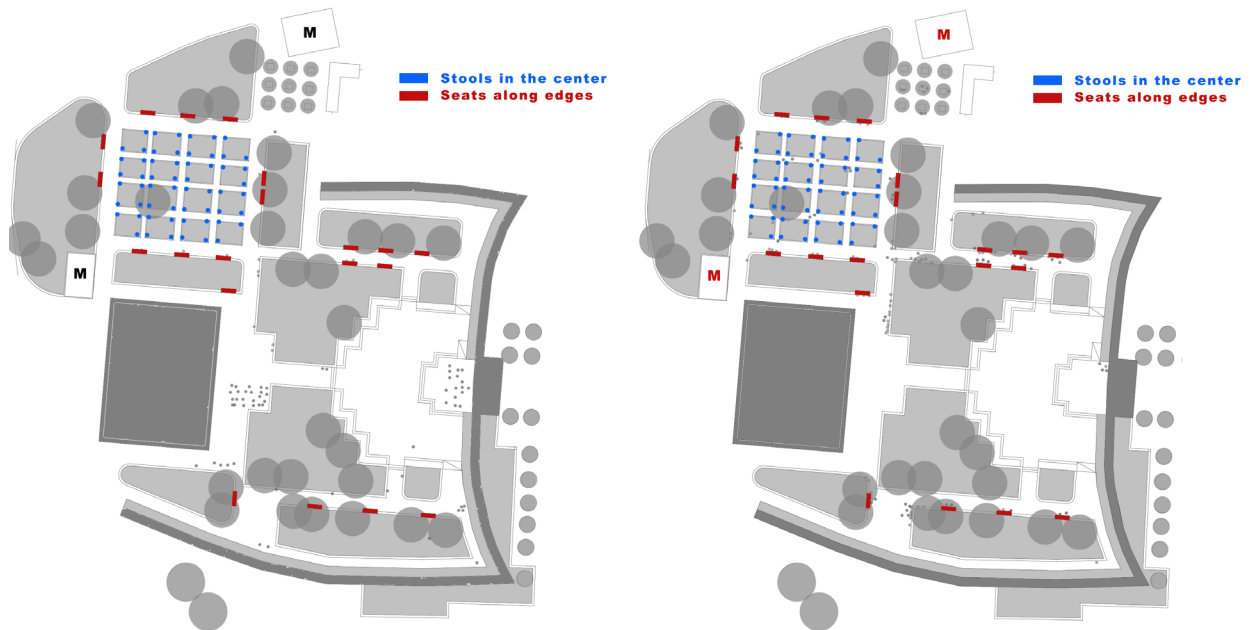 M
Stools in the center
Seats along edges
M
M
Stools in the center
Seats along edges
M